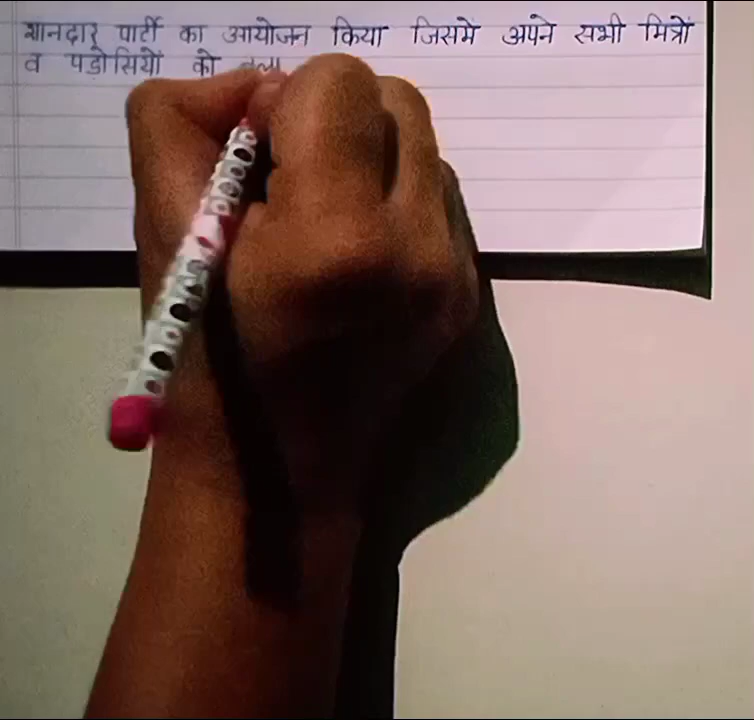 शानदार पार्टी का आयोजन किया जिसमें अपने सभी मित्रों
व पडोसियों को